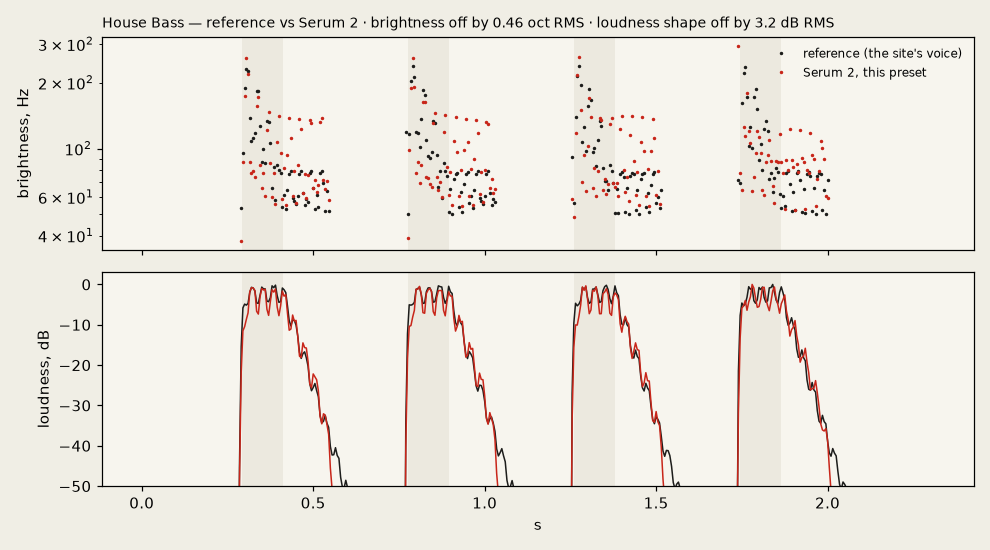 House Bass — reference vs Serum 2 · brightness off by 0.46 oct RMS · loudness shape off by 3.2 dB RMS
brightness, Hz
3 × 10²
2 × 10²
10²
6 × 10¹
4 × 10¹
reference (the site's voice)
Serum 2, this preset
loudness, dB
0
−10
−20
−30
−40
−50
0.0 0.5 1.0 1.5 2.0
s